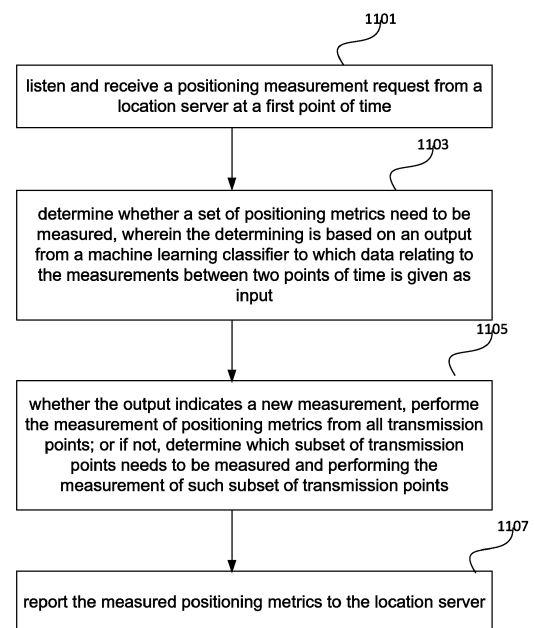 1101
listen and receive a positioning measurement request from a
location server at a first point of time
1103
determine whether a set of positioning metrics need to be
measured, wherein the determining is based on an output
from a machine learning classifier to which data relating to
the measurements between two points of time is given as
input
1105
whether the output indicates a new measurement, performe
the measurement of positioning metrics from all transmission
points; or if not, determine which subset of transmission
points needs to be measured and performing the
measurement of such subset of transmission points
1107
report the measured positioning metrics to the location server